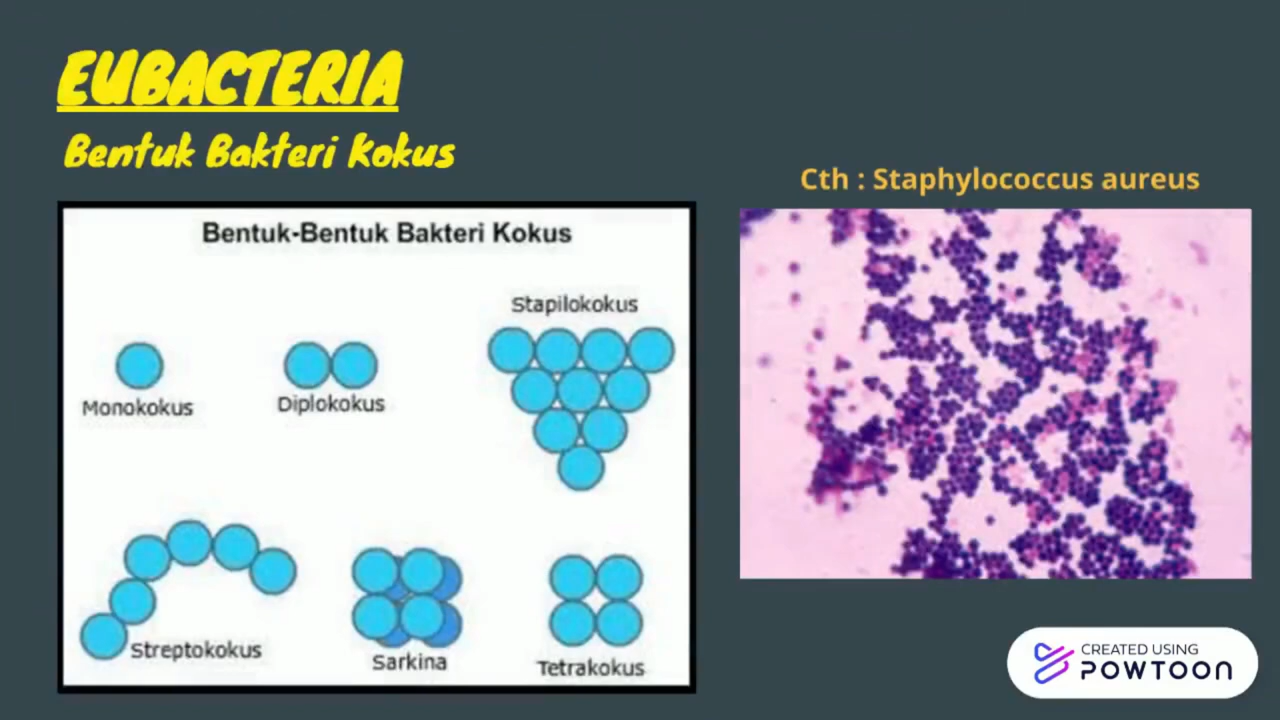 EUBACTERIA
Bentuk Bakteri Kokus
Cth : Staphylococcus aureus
Bentuk-Bentuk Bakteri Kokus
Stapilokokus
Monokokus
Diplokokus
Streptokokus
Sarkina
Tetrakokus
CREATED USING
POWTOON